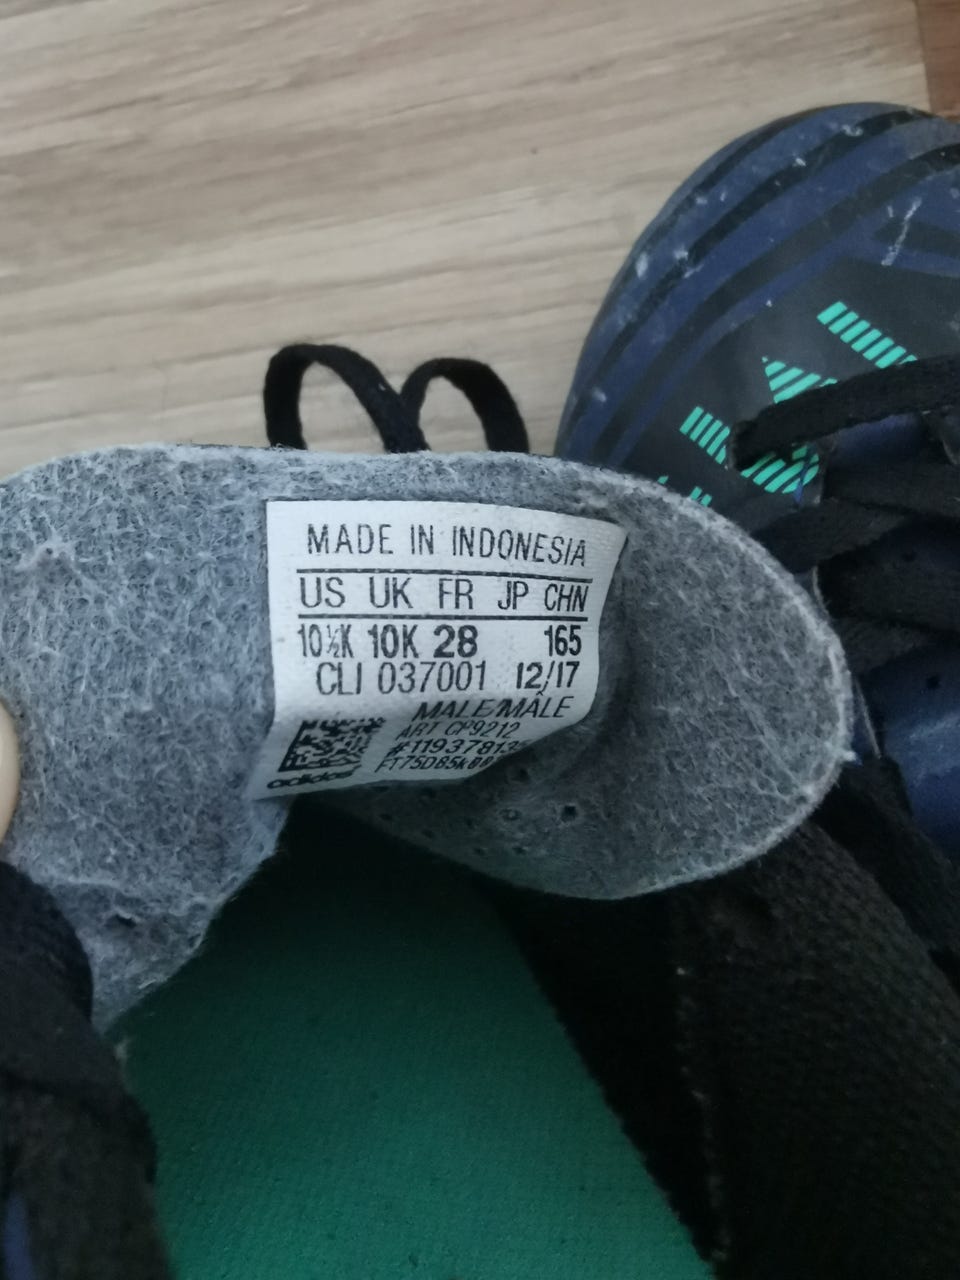 MADE IN INDONESIA
US UK FR JP CHN
10½K 10K 28 165
CLI 037001 12/17
MALE/MÂLE
ART CP9212
adidas